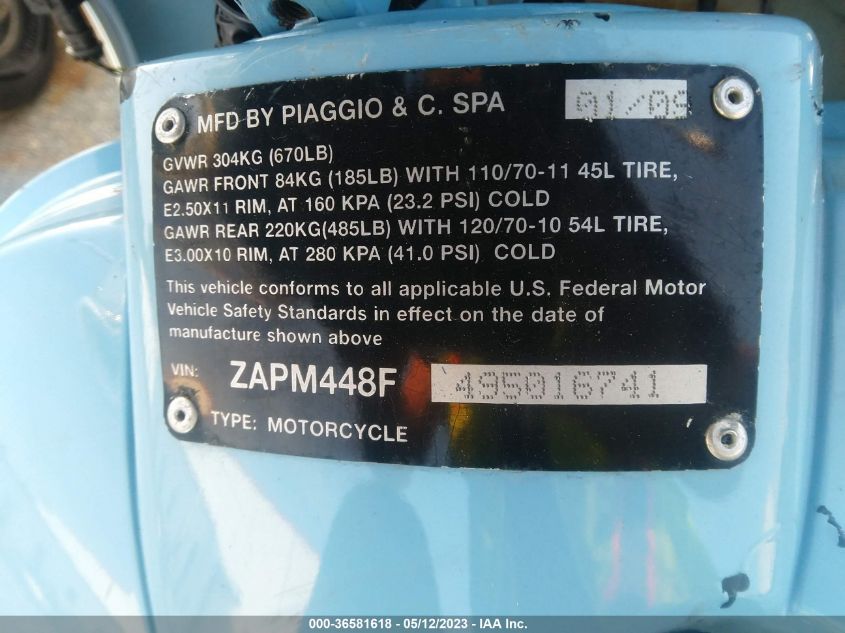 MFD BY PIAGGIO & C. SPA 01/09
GVWR 304KG (670LB)
GAWR FRONT 84KG (185LB) WITH 110/70-11 45L TIRE,
E2.50X11 RIM, AT 160 KPA (23.2 PSI) COLD
GAWR REAR 220KG(485LB) WITH 120/70-10 54L TIRE,
E3.00X10 RIM, AT 280 KPA (41.0 PSI) COLD
This vehicle conforms to all applicable U.S. Federal Motor
Vehicle Safety Standards in effect on the date of
manufacture shown above
VIN: ZAPM448F 495016741
TYPE: MOTORCYCLE
000-36581618 - 05/12/2023 - IAA Inc.